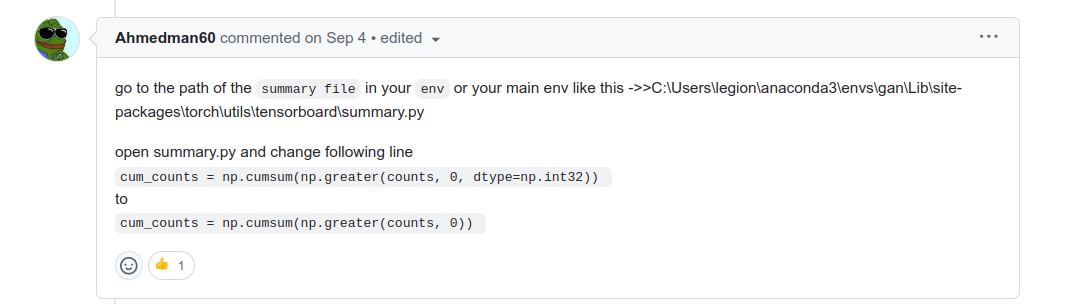 Ahmedman60 commented on Sep 4 • edited
go to the path of the summary file in your env or your main env like this ->>C:\Users\legion\anaconda3\envs\gan\Lib\site-
packages\torch\utils\tensorboard\summary.py
open summary.py and change following line
cum_counts = np.cumsum(np.greater(counts, 0, dtype=np.int32))
to
cum_counts = np.cumsum(np.greater(counts, 0))
1